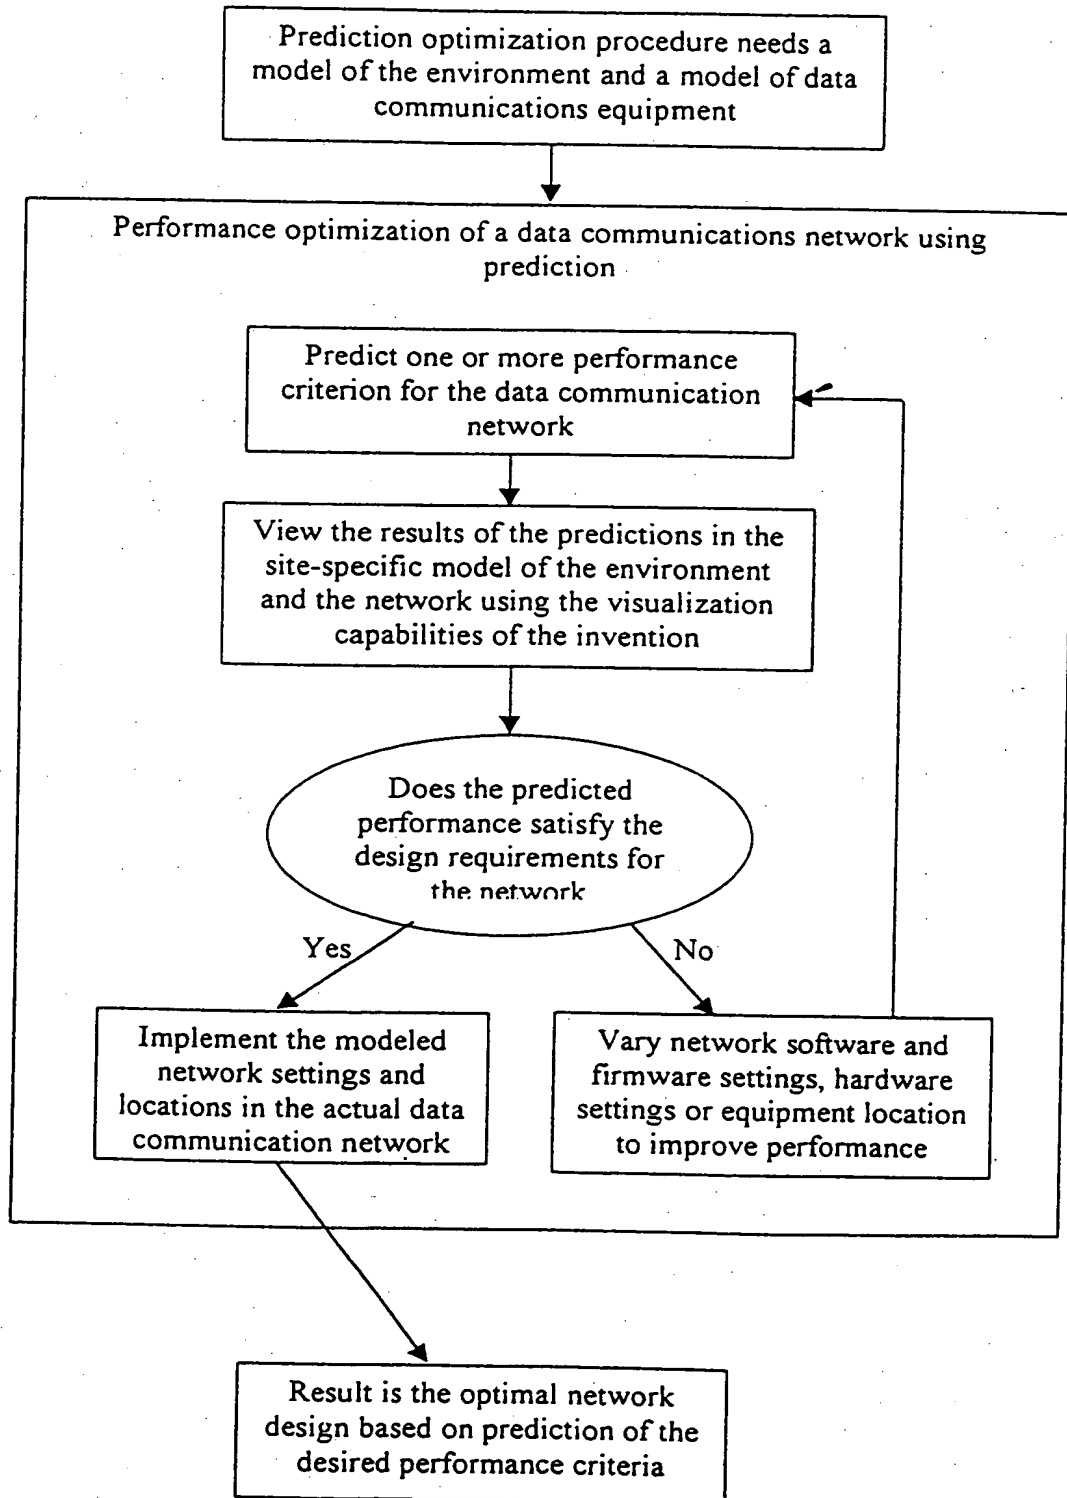 Prediction optimization procedure needs a
model of the environment and a model of data
communications equipment
Performance optimization of a data communications network using
prediction
Predict one or more performance
criterion for the data communication
network
View the results of the predictions in the
site-specific model of the environment
and the network using the visualization
capabilities of the invention
Does the predicted
performance satisfy the
design requirements for
the network
Yes
No
Implement the modeled
network settings and
locations in the actual data
communication network
Vary network software and
firmware settings, hardware
settings or equipment location
to improve performance
Result is the optimal network
design based on prediction of the
desired performance criteria